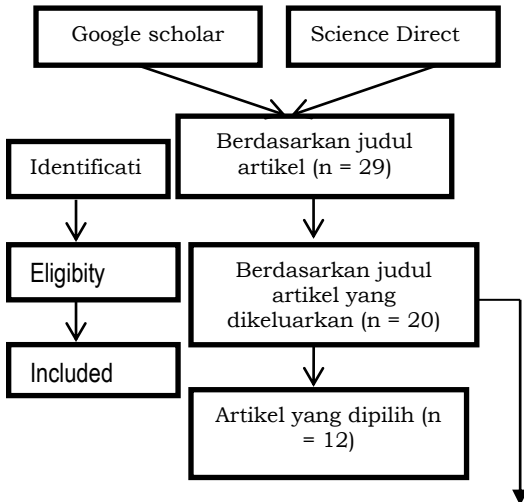 Google scholar
Science Direct
Berdasarkan judul
artikel (n = 29)
Identificati
Eligibity
Berdasarkan judul
artikel yang
dikeluarkan (n = 20)
Included
Artikel yang dipilih (n
= 12)